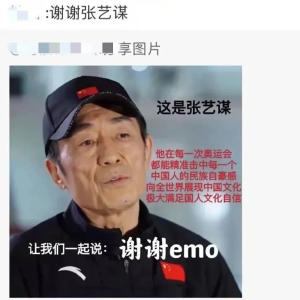 :谢谢张艺谋
享图片
这是张艺谋
他在每一次奥运会
都能精准击中每一个
中国人的民族自豪感
向全世界展现中国文化
极大满足国人文化自信
让我们一起说：谢谢emo